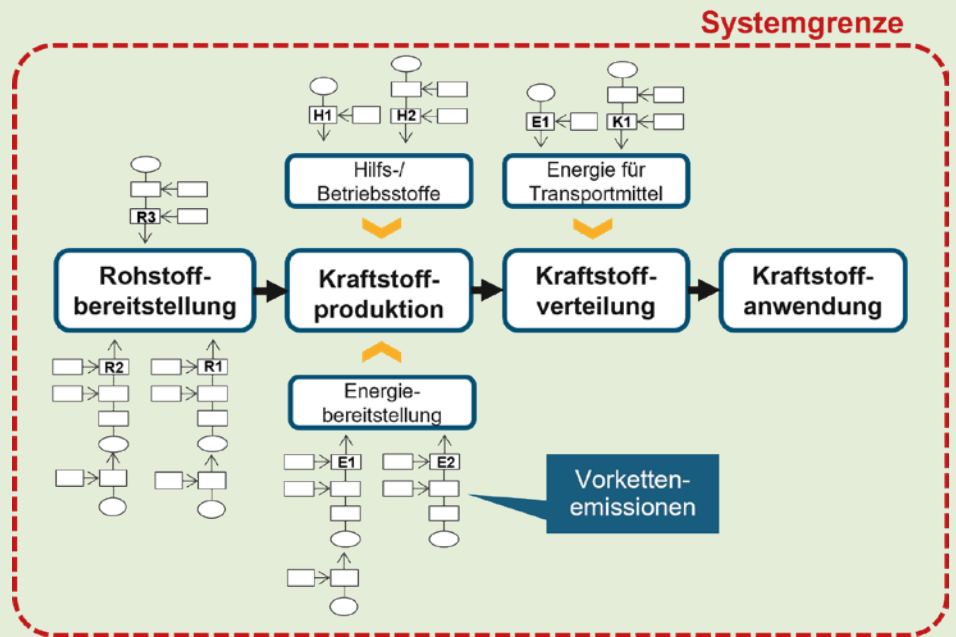 Systemgrenze
H1
H2
E1
K1
Hilfs-/
Betriebsstoffe
Energie für
Transportmittel
R3
Rohstoff-
bereitstellung
Kraftstoff-
produktion
Kraftstoff-
verteilung
Kraftstoff-
anwendung
R2
R1
Energie-
bereitstellung
E1
E2
Vorketten-
emissionen